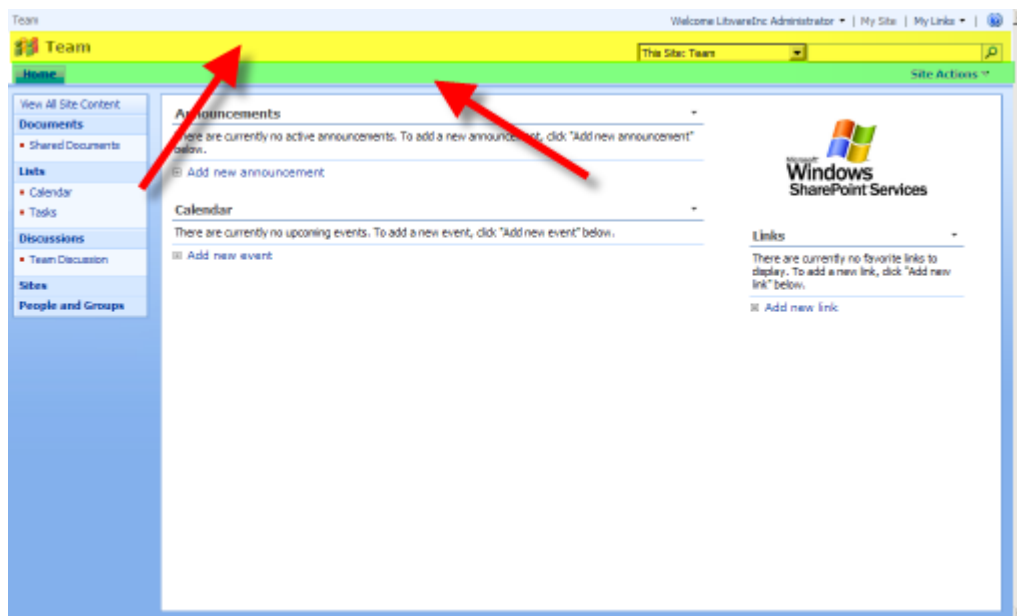 Team
Welcome LitwareInc Administrator | My Site | My Links |
Team
This Site: Team
Home
Site Actions
View All Site Content
Documents
Shared Documents
Lists
Calendar
Tasks
Discussions
Team Discussion
Sites
People and Groups
Announcements
There are currently no active announcements. To add a new announcement, click "Add new announcement"
below.
Add new announcement
Calendar
There are currently no upcoming events. To add a new event, click "Add new event" below.
Add new event
Microsoft
Windows
SharePoint Services
Links
There are currently no favorite links to
display. To add a new link, click "Add new
link" below.
Add new link